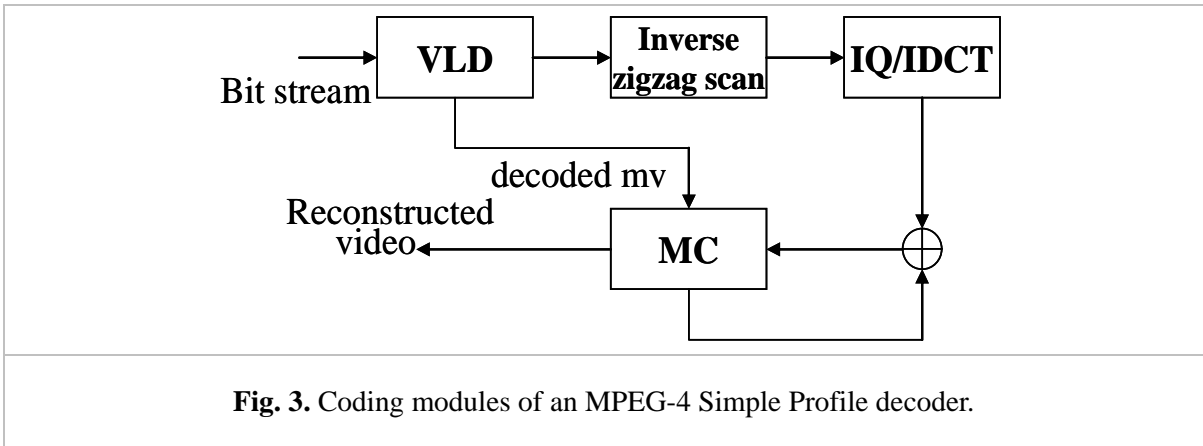 VLD
Inverse
zigzag scan
IQ/IDCT
Bit stream
decoded mv
Reconstructed
video
MC
Fig. 3. Coding modules of an MPEG-4 Simple Profile decoder.